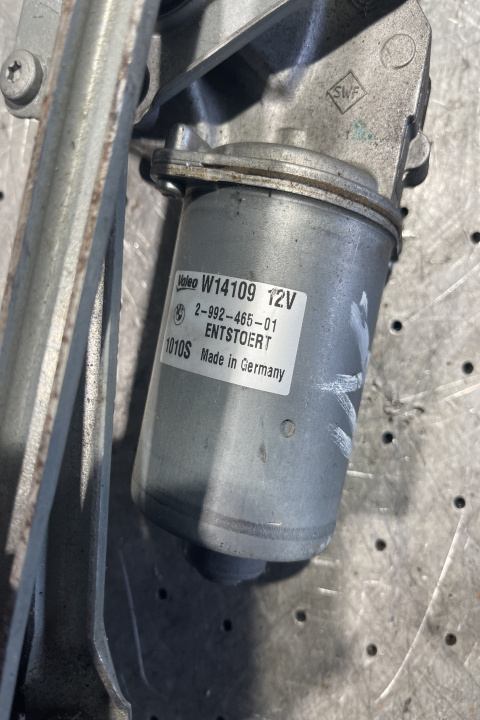 SWF
Valeo W14109 12V
2-992-465-01
ENTSTOERT
1010S Made in Germany